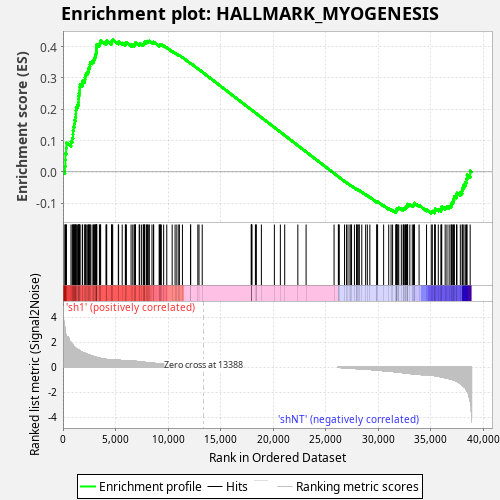 Enrichment plot: HALLMARK_MYOGENESIS
Enrichment score (ES)
0.4
0.3
0.2
0.1
0.0
-0.1
'sh1' (positively correlated)
Ranked list metric (Signal2Noise)
4
2
0
-2
-4
Zero cross at 13388
'shNT' (negatively correlated)
0
5,000
10,000
15,000
20,000
25,000
30,000
35,000
40,000
Rank in Ordered Dataset
Enrichment profile
Hits
Ranking metric scores